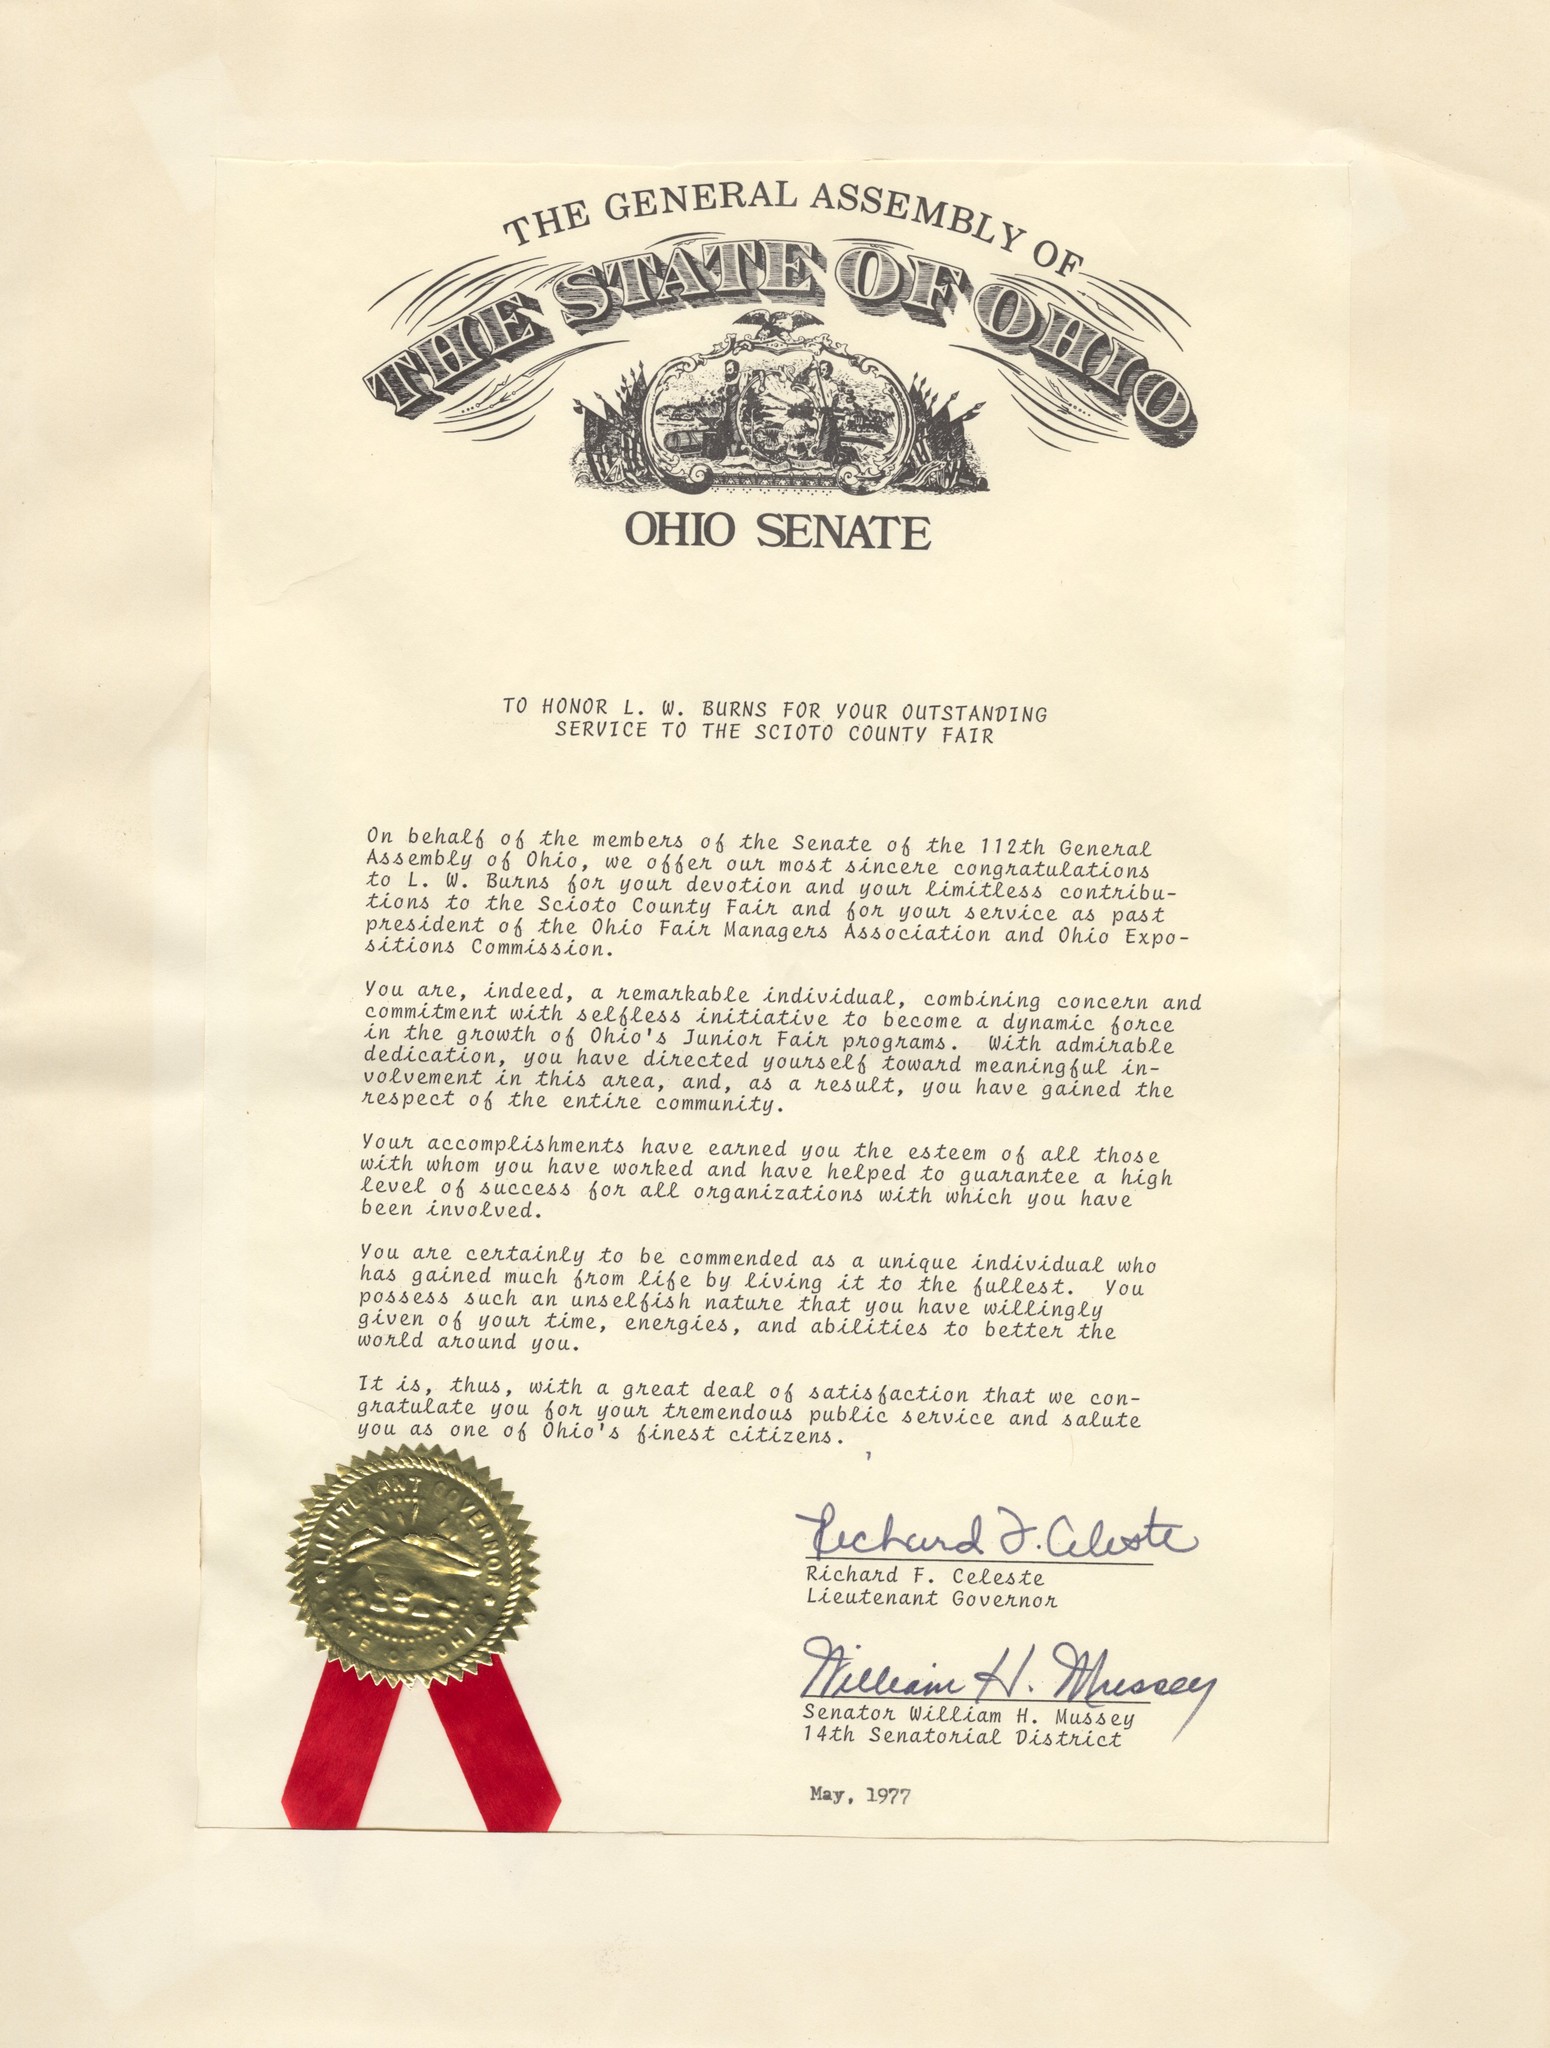 THE GENERAL ASSEMBLY OF
THE STATE OF OHIO
OHIO SENATE
TO HONOR L. W. BURNS FOR YOUR OUTSTANDING
SERVICE TO THE SCIOTO COUNTY FAIR
On behalf of the members of the Senate of the 112th General
Assembly of Ohio, we offer our most sincere congratulations
to L. W. Burns for your devotion and your limitless contribu-
tions to the Scioto County Fair and for your service as past
president of the Ohio Fair Managers Association and Ohio Expo-
sitions Commission.
You are, indeed, a remarkable individual, combining concern and
commitment with selfless initiative to become a dynamic force
in the growth of Ohio's Junior Fair programs. With admirable
dedication, you have directed yourself toward meaningful in-
volvement in this area, and, as a result, you have gained the
respect of the entire community.
Your accomplishments have earned you the esteem of all those
with whom you have worked and have helped to guarantee a high
level of success for all organizations with which you have
been involved.
You are certainly to be commended as a unique individual who
has gained much from life by living it to the fullest. You
possess such an unselfish nature that you have willingly
given of your time, energies, and abilities to better the
world around you.
It is, thus, with a great deal of satisfaction that we con-
gratulate you for your tremendous public service and salute
you as one of Ohio's finest citizens.
LIEUTENANT GOVERNOR
STATE OF OHIO
Richard F. Celeste
Richard F. Celeste
Lieutenant Governor
William H. Mussey
Senator William H. Mussey
14th Senatorial District
May, 1977